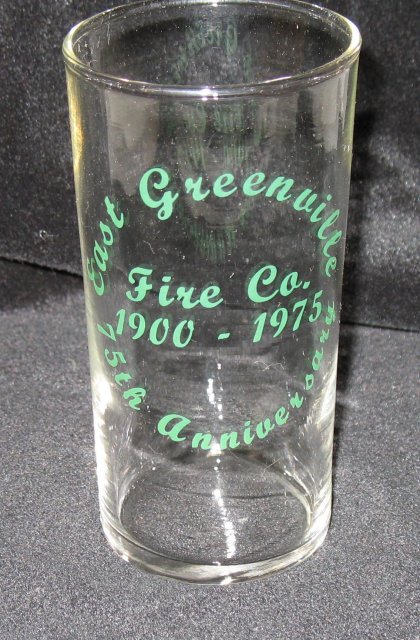 East Greenville
Fire Co.
1900 - 1975
75th Anniversary